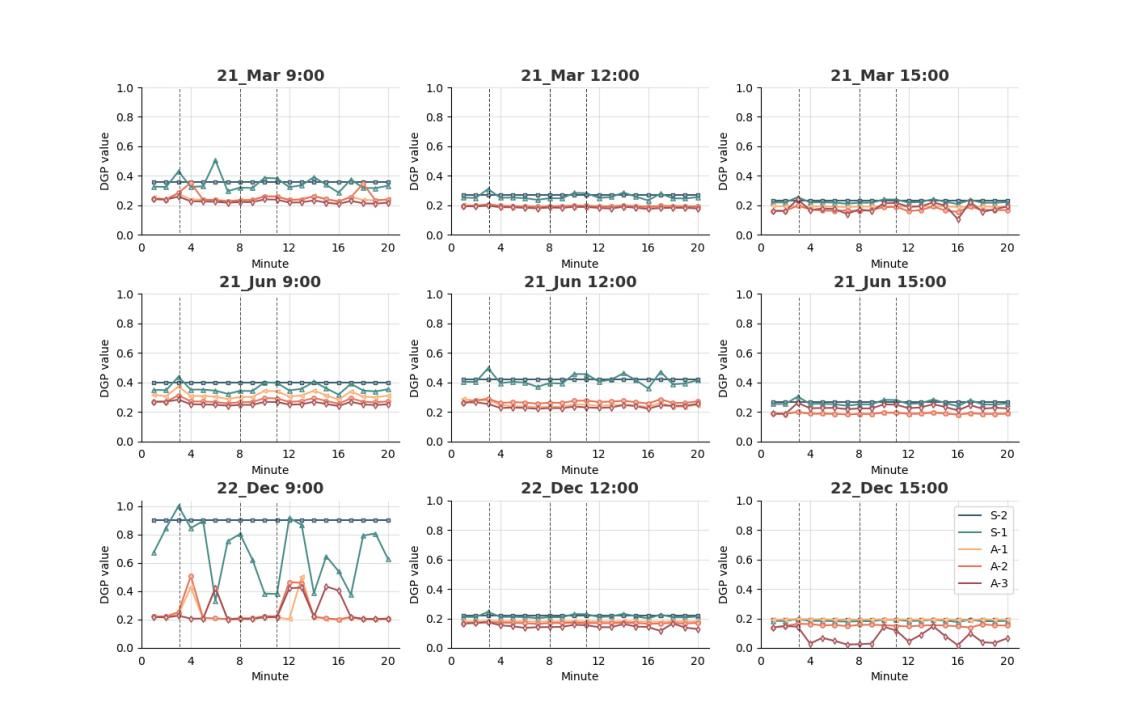 21_Mar 9:00
21_Mar 12:00
21_Mar 15:00
1.0 0.8 0.6 0.4 0.2 0.0
DGP value
0 4 8 12 16 20
Minute
1.0 0.8 0.6 0.4 0.2 0.0
DGP value
0 4 8 12 16 20
Minute
1.0 0.8 0.6 0.4 0.2 0.0
DGP value
0 4 8 12 16 20
Minute
21_Jun 9:00
21_Jun 12:00
21_Jun 15:00
1.0 0.8 0.6 0.4 0.2 0.0
DGP value
0 4 8 12 16 20
Minute
1.0 0.8 0.6 0.4 0.2 0.0
DGP value
0 4 8 12 16 20
Minute
1.0 0.8 0.6 0.4 0.2 0.0
DGP value
0 4 8 12 16 20
Minute
22_Dec 9:00
22_Dec 12:00
22_Dec 15:00
1.0 0.8 0.6 0.4 0.2 0.0
DGP value
0 4 8 12 16 20
Minute
1.0 0.8 0.6 0.4 0.2 0.0
DGP value
0 4 8 12 16 20
Minute
1.0 0.8 0.6 0.4 0.2 0.0
DGP value
0 4 8 12 16 20
Minute
S-2
S-1
A-1
A-2
A-3